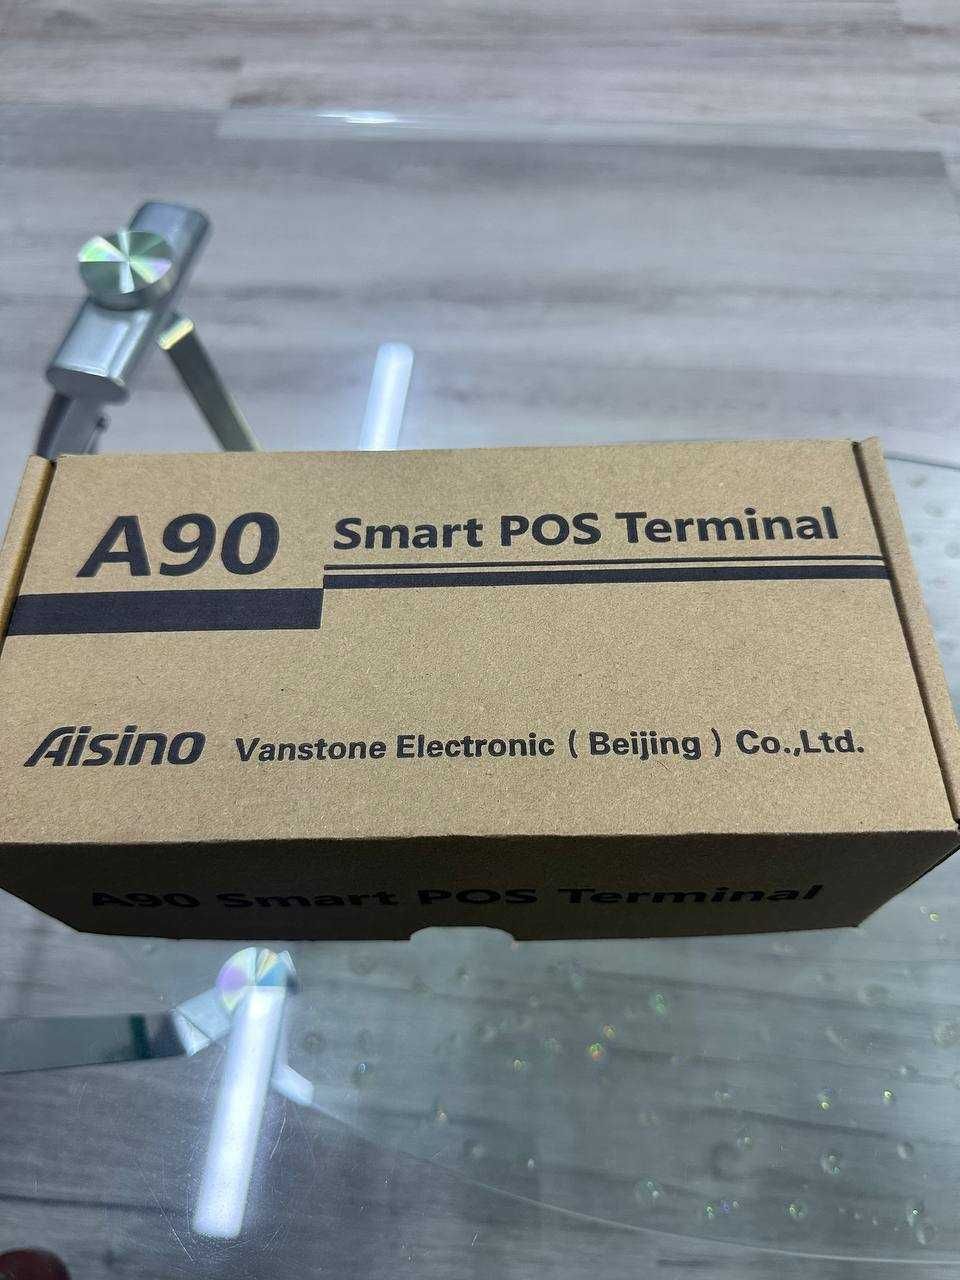 A90 Smart POS Terminal
Aisino Vanstone Electronic ( Beijing ) Co.,Ltd.
A90 Smart POS Terminal